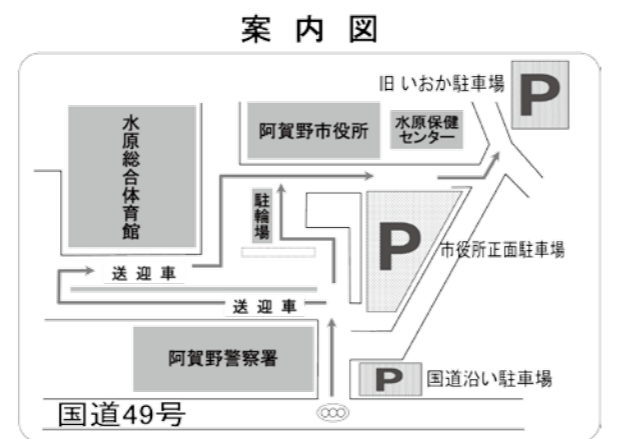 案 内 図
旧 いおか駐車場
P
水原総合体育館
阿賀野市役所
水原保健
センター
駐輪場
P
市役所正面駐車場
送 迎 車
送 迎 車
阿賀野警察署
P
国道沿い駐車場
国道49号